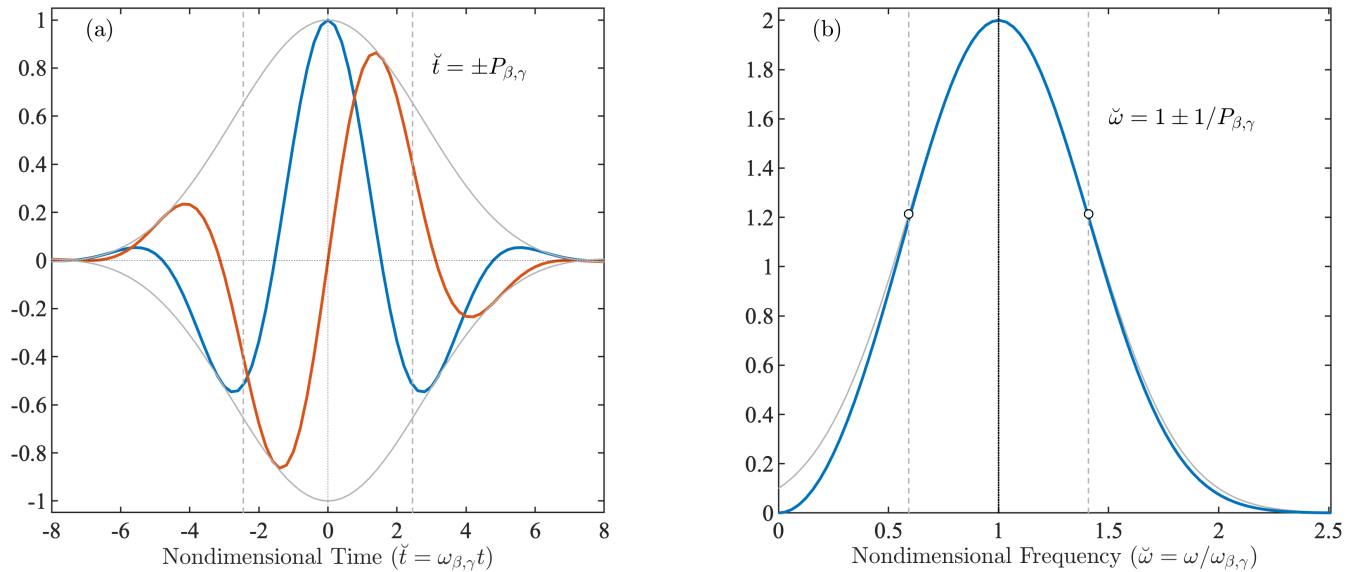 (a)
t̆ = ±P_{β,γ}
1
0.8
0.6
0.4
0.2
0
-0.2
-0.4
-0.6
-0.8
-1
-8 -6 -4 -2 0 2 4 6 8
Nondimensional Time (t̆ = ω_{β,γ}t)
(b)
ω̆ = 1 ± 1/P_{β,γ}
2
1.8
1.6
1.4
1.2
1
0.8
0.6
0.4
0.2
0
0 0.5 1 1.5 2 2.5
Nondimensional Frequency (ω̆ = ω/ω_{β,γ})